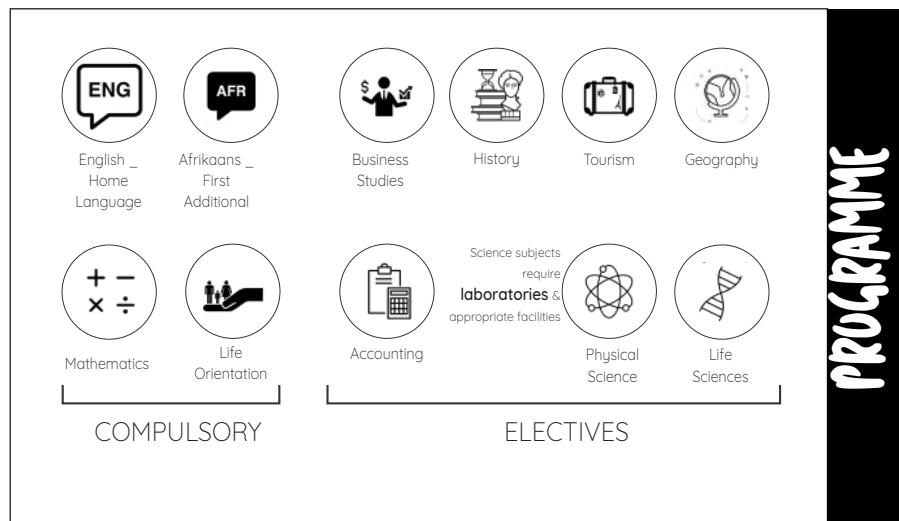 ENG
English _
Home
Language
AFR
Afrikaans _
First
Additional
$
Business
Studies
History
Tourism
Geography
+ −
× ÷
Mathematics
Life
Orientation
Accounting
Science subjects
require
laboratories &
appropriate facilities
Physical
Science
Life
Sciences
COMPULSORY
ELECTIVES
PROGRAMME